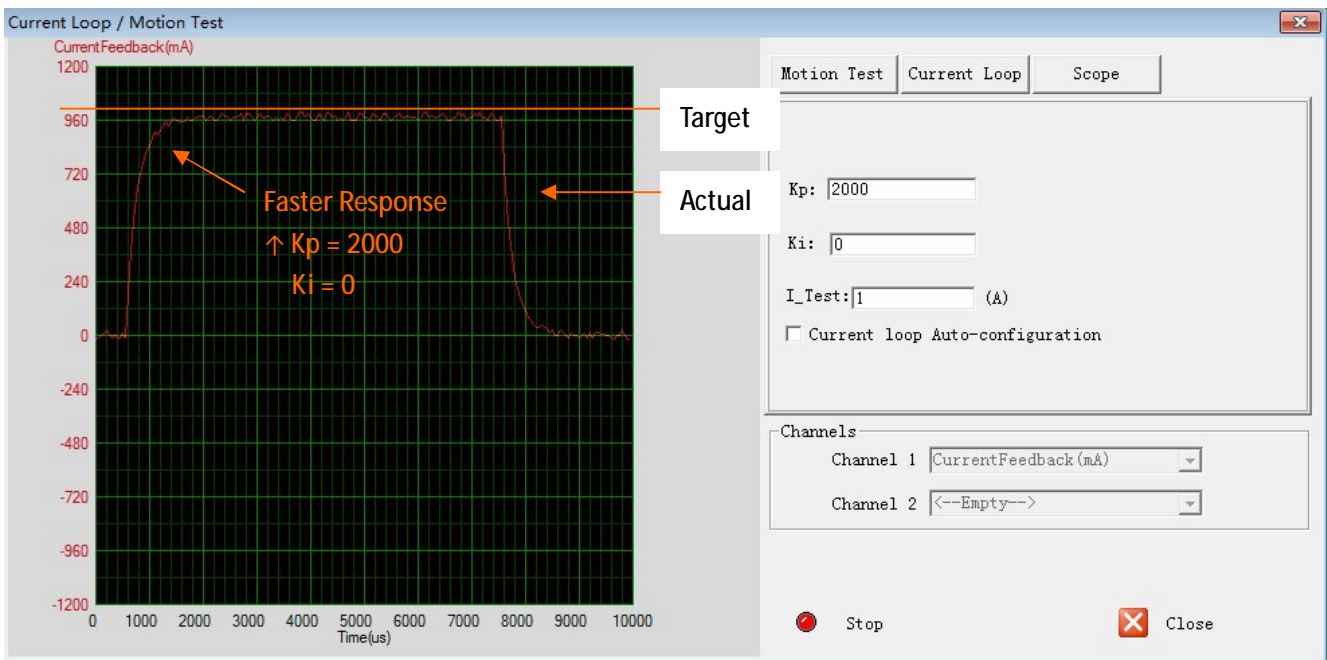 Current Loop / Motion Test
CurrentFeedback(mA)
1200
960
720
480
240
0
-240
-480
-720
-960
-1200
0 1000 2000 3000 4000 5000 6000 7000 8000 9000 10000
Time(us)
Faster Response
↑ Kp = 2000
Ki = 0
Target
Actual
Motion Test Current Loop Scope
Kp: 2000
Ki: 0
I_Test: 1 (A)
Current loop Auto-configuration
Channels
Channel 1 CurrentFeedback(mA)
Channel 2 <--Empty-->
Stop Close